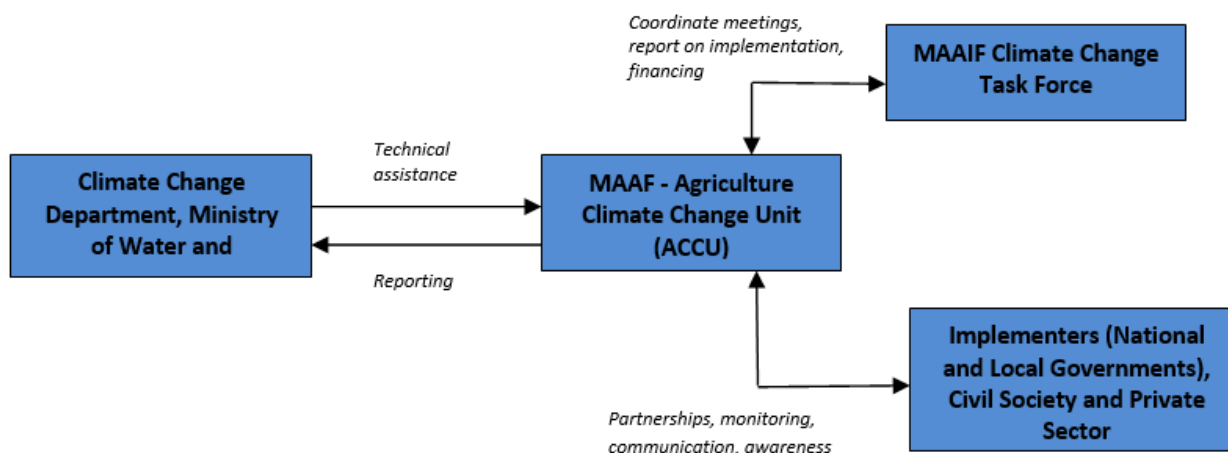 Coordinate meetings,
report on implementation,
financing
MAAIF Climate Change
Task Force
Climate Change
Department, Ministry
of Water and
Technical
assistance
MAAF - Agriculture
Climate Change Unit
(ACCU)
Reporting
Implementers (National
and Local Governments),
Civil Society and Private
Sector
Partnerships, monitoring,
communication, awareness